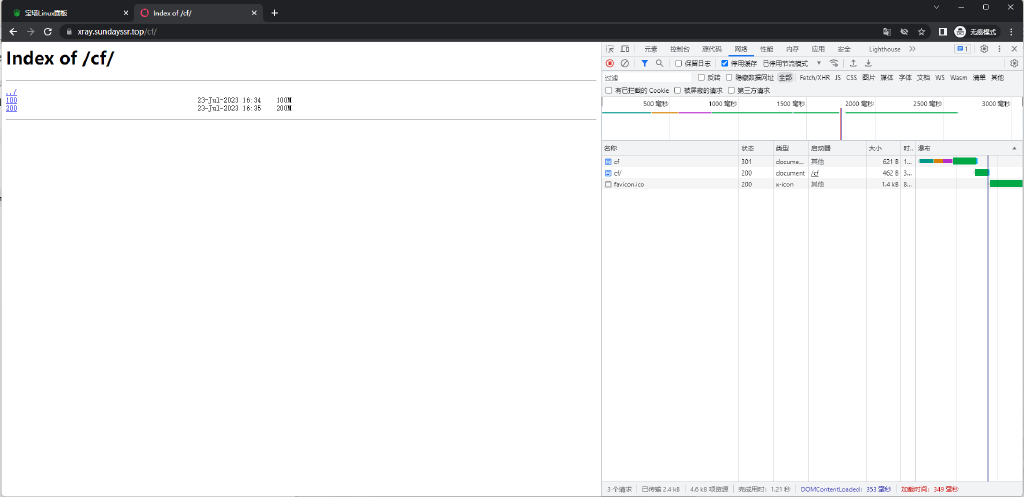 宝塔Linux面板
Index of /cf/
xray.sundayssr.top/cf/
无痕模式
Index of /cf/
../
100 23-Jul-2023 16:34 100M
200 23-Jul-2023 16:35 200M
元素 控制台 源代码 网络 性能 内存 应用 安全 Lighthouse 1
保留日志 停用缓存 已停用节流模式
过滤 反转 隐藏数据网址 全部 Fetch/XHR JS CSS 图片 媒体 字体 文档 WS Wasm 清单 其他
有已拦截的 Cookie 被屏蔽的请求 第三方请求
500 毫秒 1000 毫秒 1500 毫秒 2000 毫秒 2500 毫秒 3000 毫秒
名称 状态 类型 启动器 大小 时.. 瀑布
cf 301 docume... 其他 621 B 1...
cf/ 200 document /cf 462 B 3...
favicon.ico 200 x-icon 其他 1.4 kB 8...
3 个请求 已传输 2.4 kB 4.6 kB 项资源 完成用时：1.21 秒 DOMContentLoaded：353 毫秒 加载时间：349 毫秒